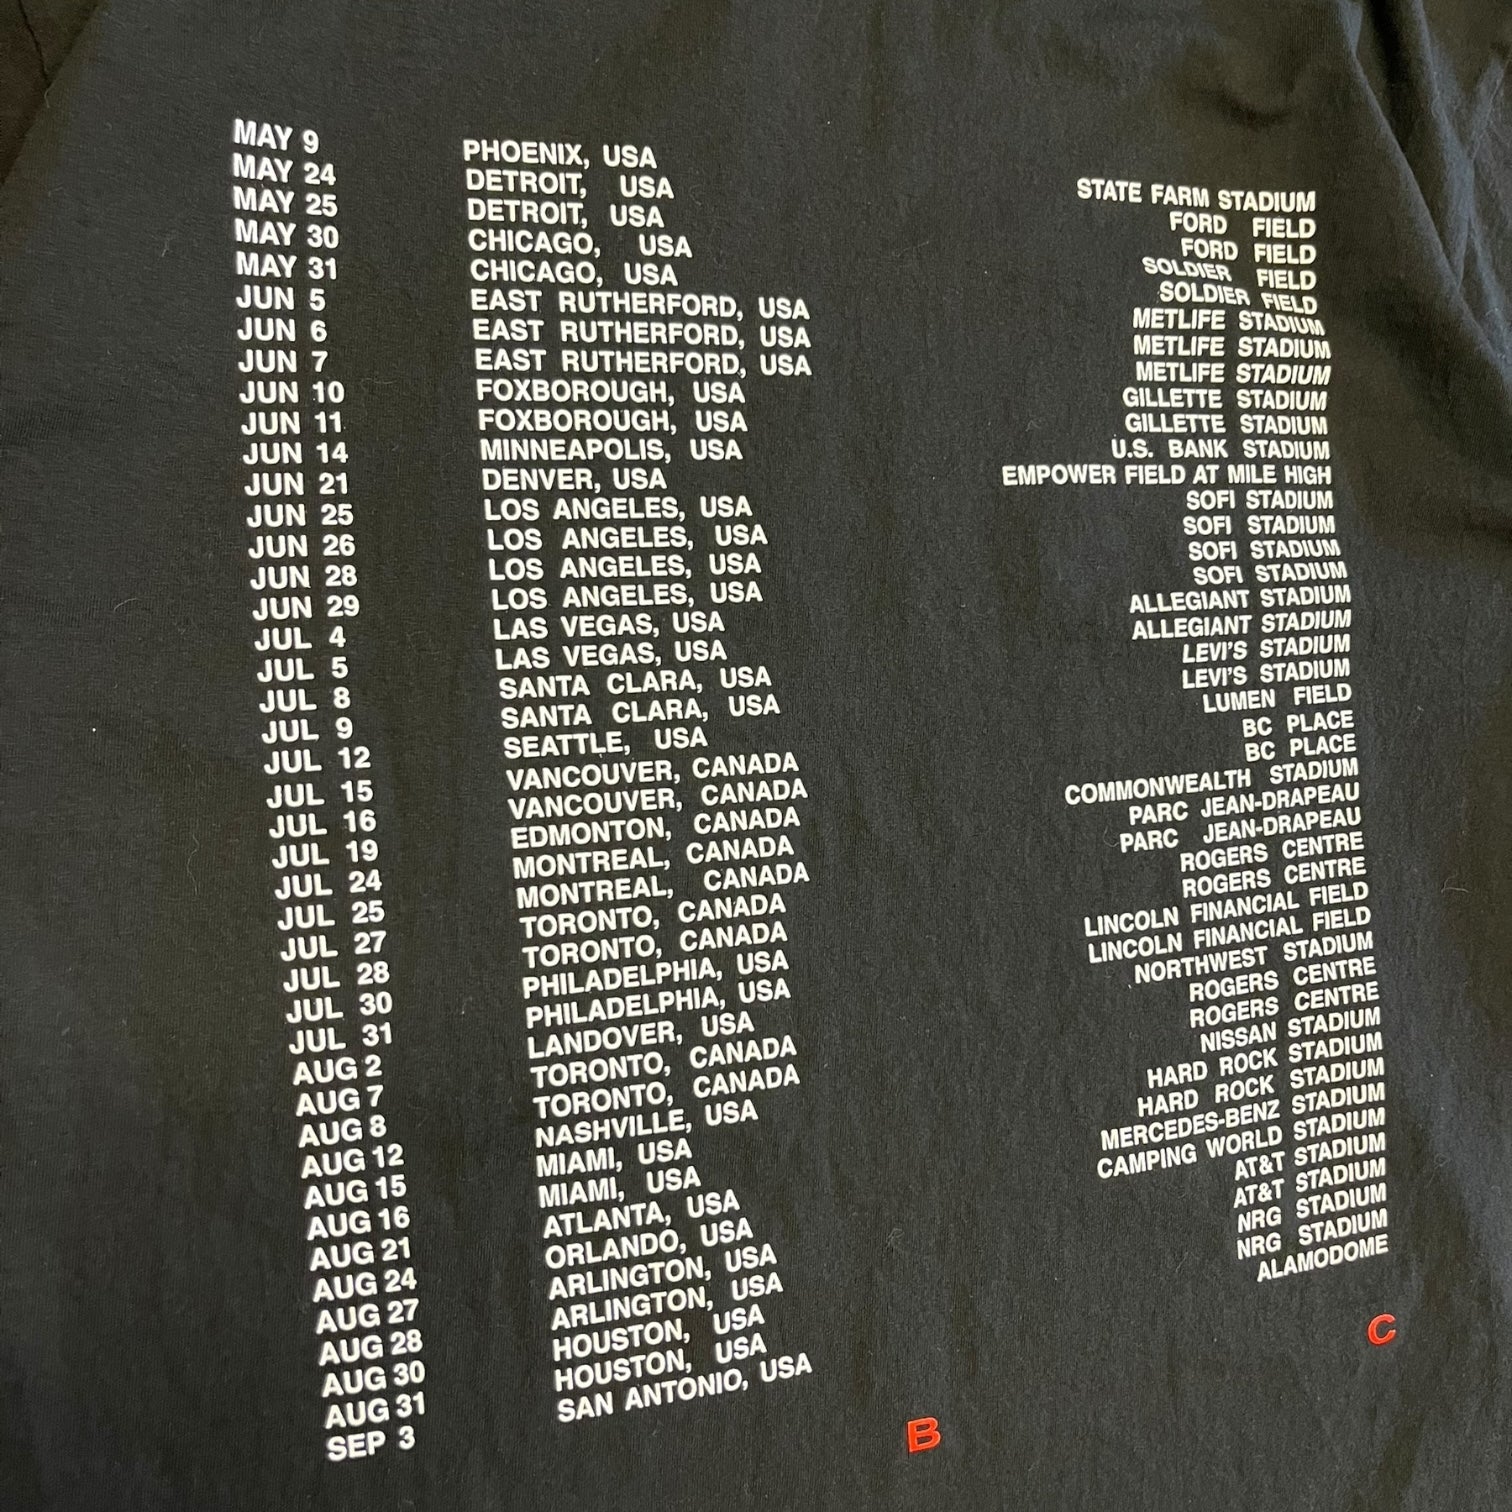 MAY 9 PHOENIX, USA STATE FARM STADIUM
MAY 24 DETROIT, USA FORD FIELD
MAY 25 DETROIT, USA FORD FIELD
MAY 30 CHICAGO, USA SOLDIER FIELD
MAY 31 CHICAGO, USA SOLDIER FIELD
JUN 5 EAST RUTHERFORD, USA METLIFE STADIUM
JUN 6 EAST RUTHERFORD, USA METLIFE STADIUM
JUN 7 EAST RUTHERFORD, USA METLIFE STADIUM
JUN 10 FOXBOROUGH, USA GILLETTE STADIUM
JUN 11 FOXBOROUGH, USA GILLETTE STADIUM
JUN 14 MINNEAPOLIS, USA U.S. BANK STADIUM
JUN 21 DENVER, USA EMPOWER FIELD AT MILE HIGH
JUN 25 LOS ANGELES, USA SOFI STADIUM
JUN 26 LOS ANGELES, USA SOFI STADIUM
JUN 28 LOS ANGELES, USA SOFI STADIUM
JUN 29 LOS ANGELES, USA SOFI STADIUM
JUL 4 LAS VEGAS, USA ALLEGIANT STADIUM
JUL 5 LAS VEGAS, USA ALLEGIANT STADIUM
JUL 8 SANTA CLARA, USA LEVI'S STADIUM
JUL 9 SANTA CLARA, USA LEVI'S STADIUM
JUL 12 SEATTLE, USA LUMEN FIELD
JUL 15 VANCOUVER, CANADA BC PLACE
JUL 16 VANCOUVER, CANADA BC PLACE
JUL 19 EDMONTON, CANADA COMMONWEALTH STADIUM
JUL 24 MONTREAL, CANADA PARC JEAN-DRAPEAU
JUL 25 MONTREAL, CANADA PARC JEAN-DRAPEAU
JUL 27 TORONTO, CANADA ROGERS CENTRE
JUL 28 TORONTO, CANADA ROGERS CENTRE
JUL 30 PHILADELPHIA, USA LINCOLN FINANCIAL FIELD
JUL 31 PHILADELPHIA, USA LINCOLN FINANCIAL FIELD
AUG 2 LANDOVER, USA NORTHWEST STADIUM
AUG 7 TORONTO, CANADA ROGERS CENTRE
AUG 8 TORONTO, CANADA ROGERS CENTRE
AUG 12 NASHVILLE, USA NISSAN STADIUM
AUG 15 MIAMI, USA HARD ROCK STADIUM
AUG 16 MIAMI, USA HARD ROCK STADIUM
AUG 21 ATLANTA, USA MERCEDES-BENZ STADIUM
AUG 24 ORLANDO, USA CAMPING WORLD STADIUM
AUG 27 ARLINGTON, USA AT&T STADIUM
AUG 28 ARLINGTON, USA AT&T STADIUM
AUG 30 HOUSTON, USA NRG STADIUM
AUG 31 HOUSTON, USA NRG STADIUM
SEP 3 SAN ANTONIO, USA ALAMODOME
B C